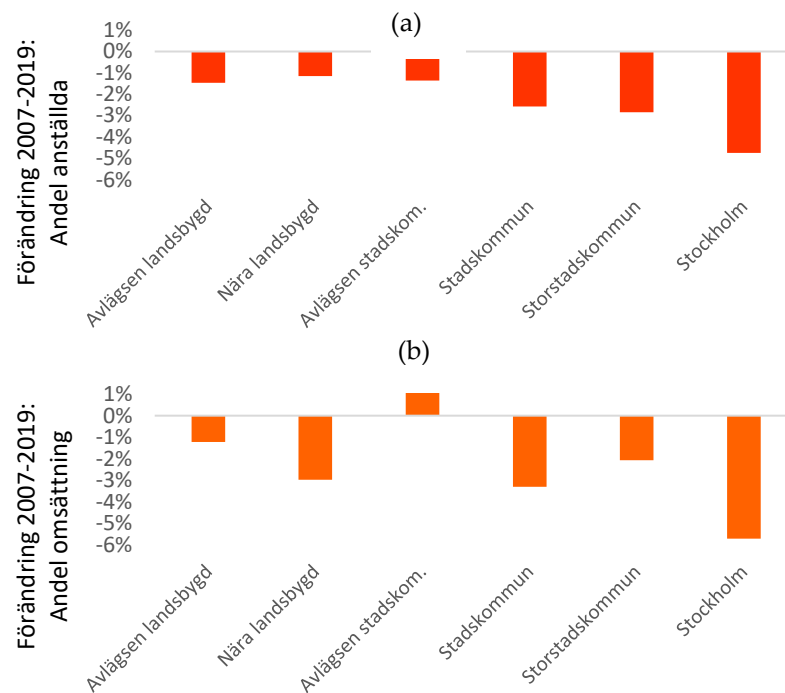 (a)
Förändring 2007-2019:
Andel anställda
1%
0%
-1%
-2%
-3%
-4%
-5%
-6%
Avlägsen landsbygd
Nära landsbygd
Avlägsen stadskom.
Stadskommun
Storstadskommun
Stockholm
(b)
Förändring 2007-2019:
Andel omsättning
1%
0%
-1%
-2%
-3%
-4%
-5%
-6%
Avlägsen landsbygd
Nära landsbygd
Avlägsen stadskom.
Stadskommun
Storstadskommun
Stockholm